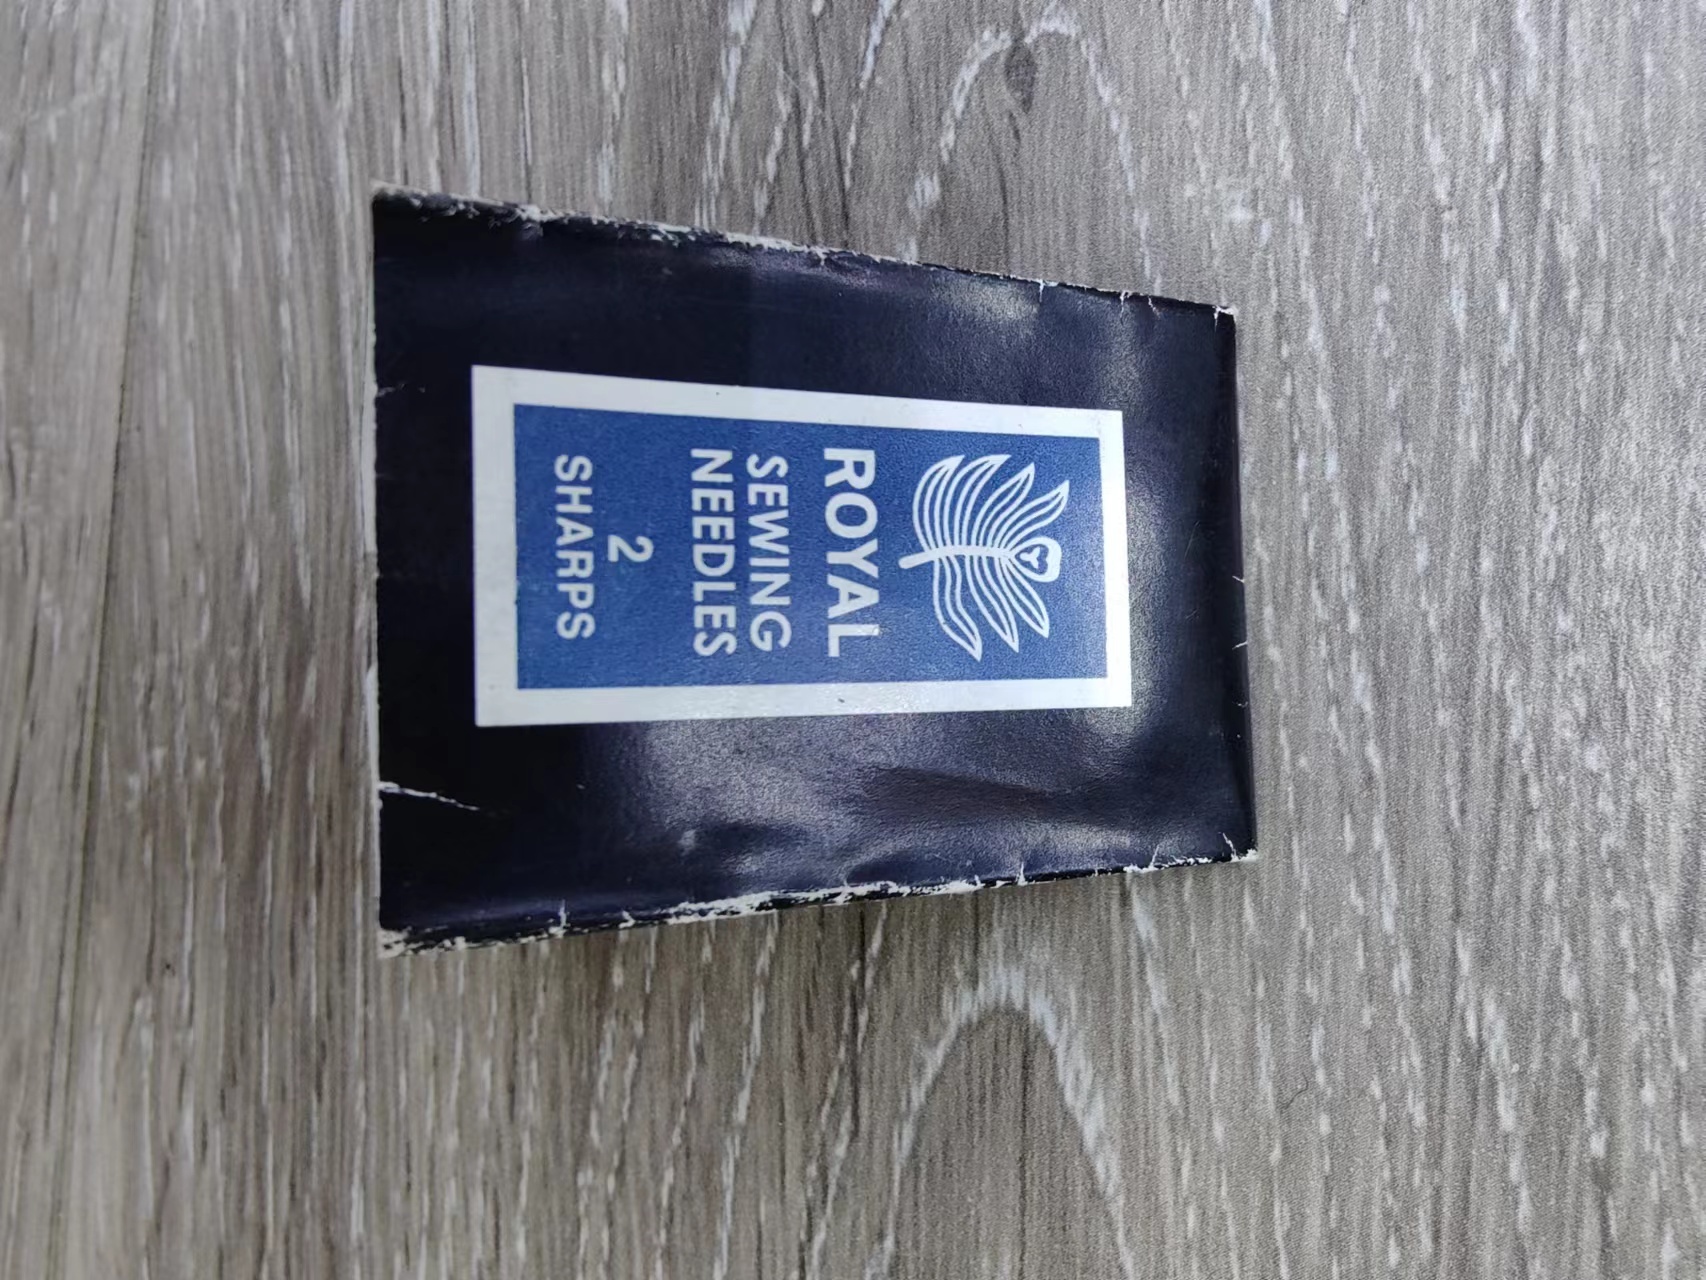 ROYAL
SEWING
NEEDLES
2
SHARPS